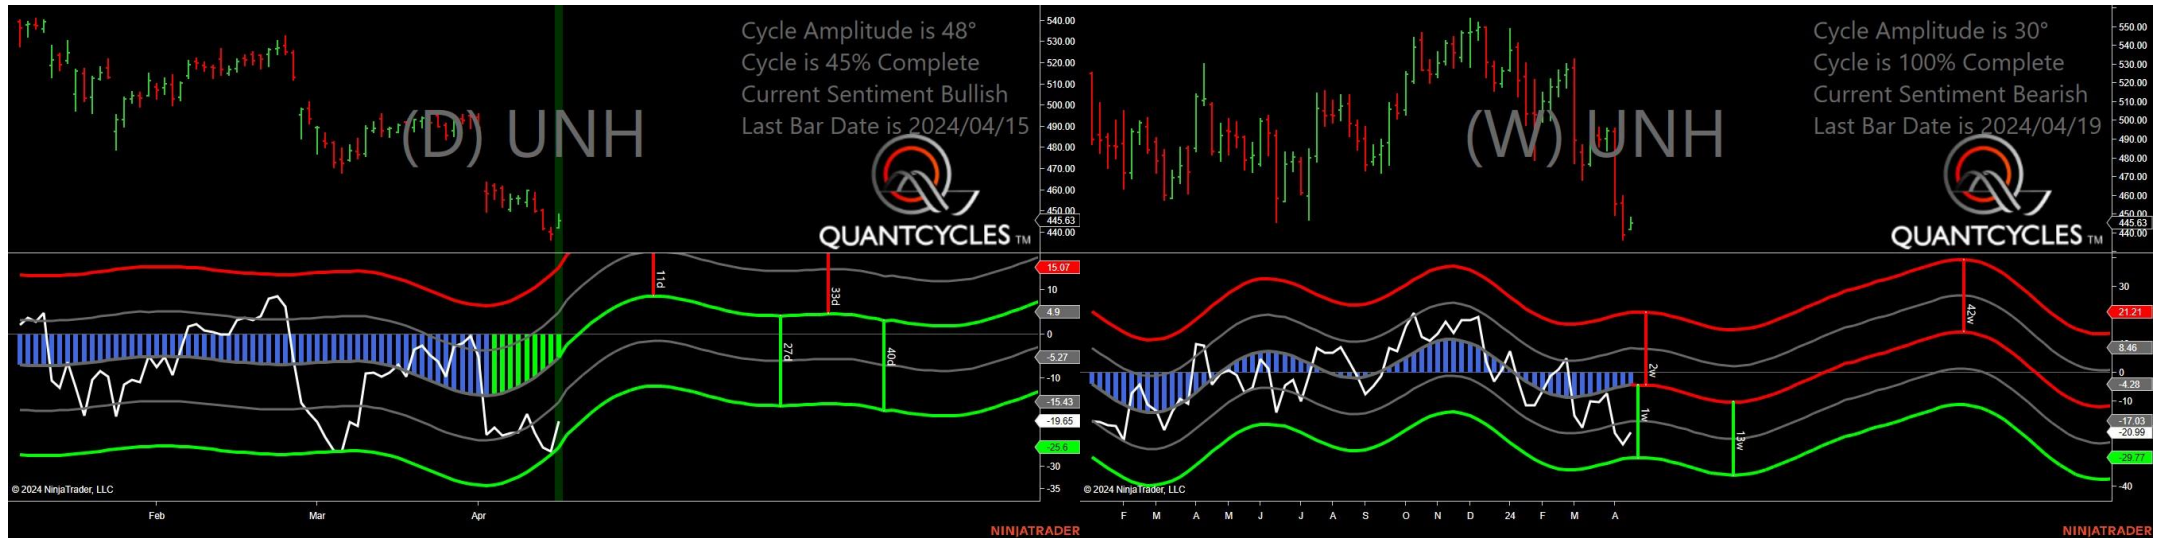 Cycle Amplitude is 48°
Cycle is 45% Complete
Current Sentiment Bullish
Last Bar Date is 2024/04/15
(D) UNH
QUANTCYCLES TM
540.00
530.00
520.00
510.00
500.00
490.00
480.00
470.00
460.00
450.00
445.63
440.00
11d
33d
27d
40d
15.07
10
4.9
0
-5.27
-10
-15.43
-19.65
-25.6
-30
-35
© 2024 NinjaTrader, LLC
Feb
Mar
Apr
NINJATRADER
Cycle Amplitude is 30°
Cycle is 100% Complete
Current Sentiment Bearish
Last Bar Date is 2024/04/19
(W) UNH
QUANTCYCLES TM
550.00
540.00
530.00
520.00
510.00
500.00
490.00
480.00
470.00
460.00
450.00
445.63
440.00
2w
1w
13w
42w
30
21.21
8.46
0
-4.28
-10
-17.03
-20.99
-29.77
-40
© 2024 NinjaTrader, LLC
F
M
A
M
J
J
A
S
O
N
D
24
F
M
A
NINJATRADER